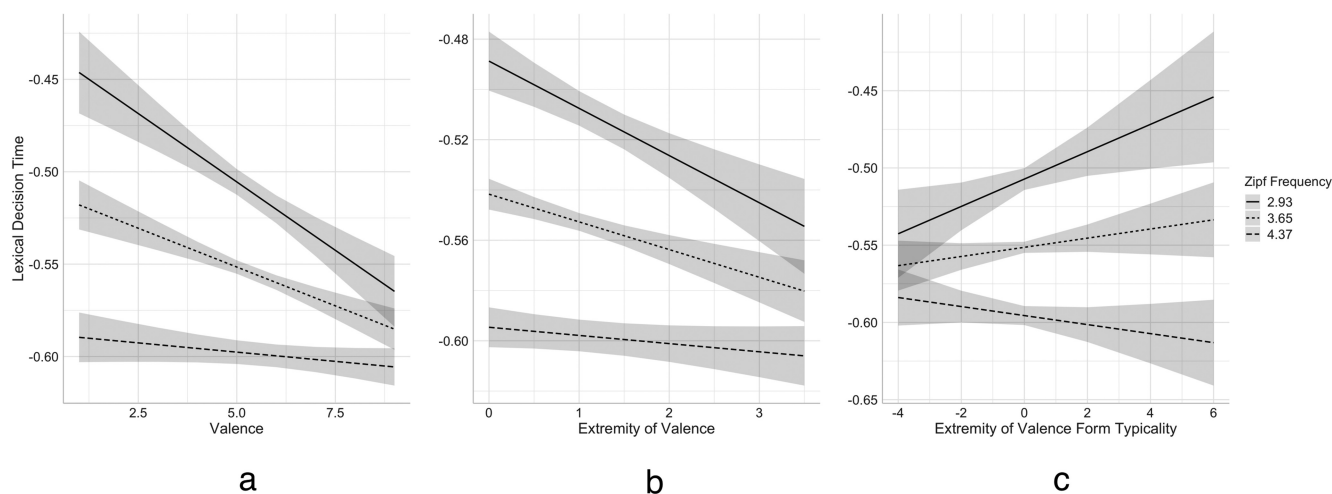 Lexical Decision Time
-0.45
-0.50
-0.55
-0.60
2.5 5.0 7.5
Valence
a
-0.48
-0.52
-0.56
-0.60
0 1 2 3
Extremity of Valence
b
-0.45
-0.50
-0.55
-0.60
-0.65
-4 -2 0 2 4 6
Extremity of Valence Form Typicality
c
Zipf Frequency
2.93
3.65
4.37